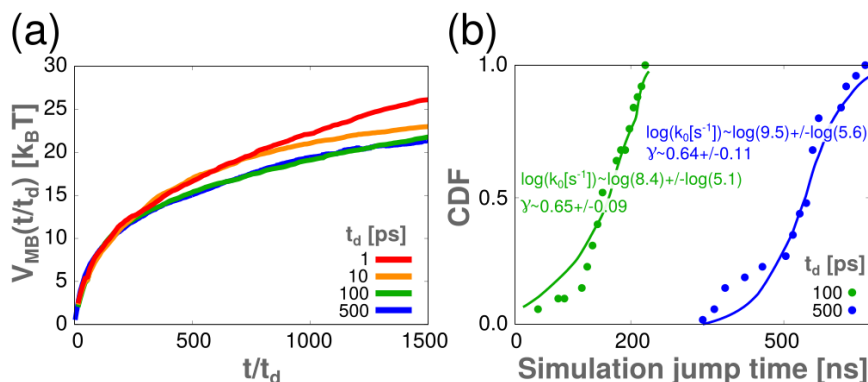 (a)
30
25
20
15
10
5
0
V_MB(t/t_d) [k_BT]
t_d [ps]
1
10
100
500
0 500 1000 1500
t/t_d
(b)
1.0
0.5
0.0
CDF
log(k_0[s^-1])~log(9.5)+/-log(5.6)
γ~0.64+/-0.11
log(k_0[s^-1])~log(8.4)+/-log(5.1)
γ~0.65+/-0.09
t_d [ps]
100
500
0 200 500
Simulation jump time [ns]